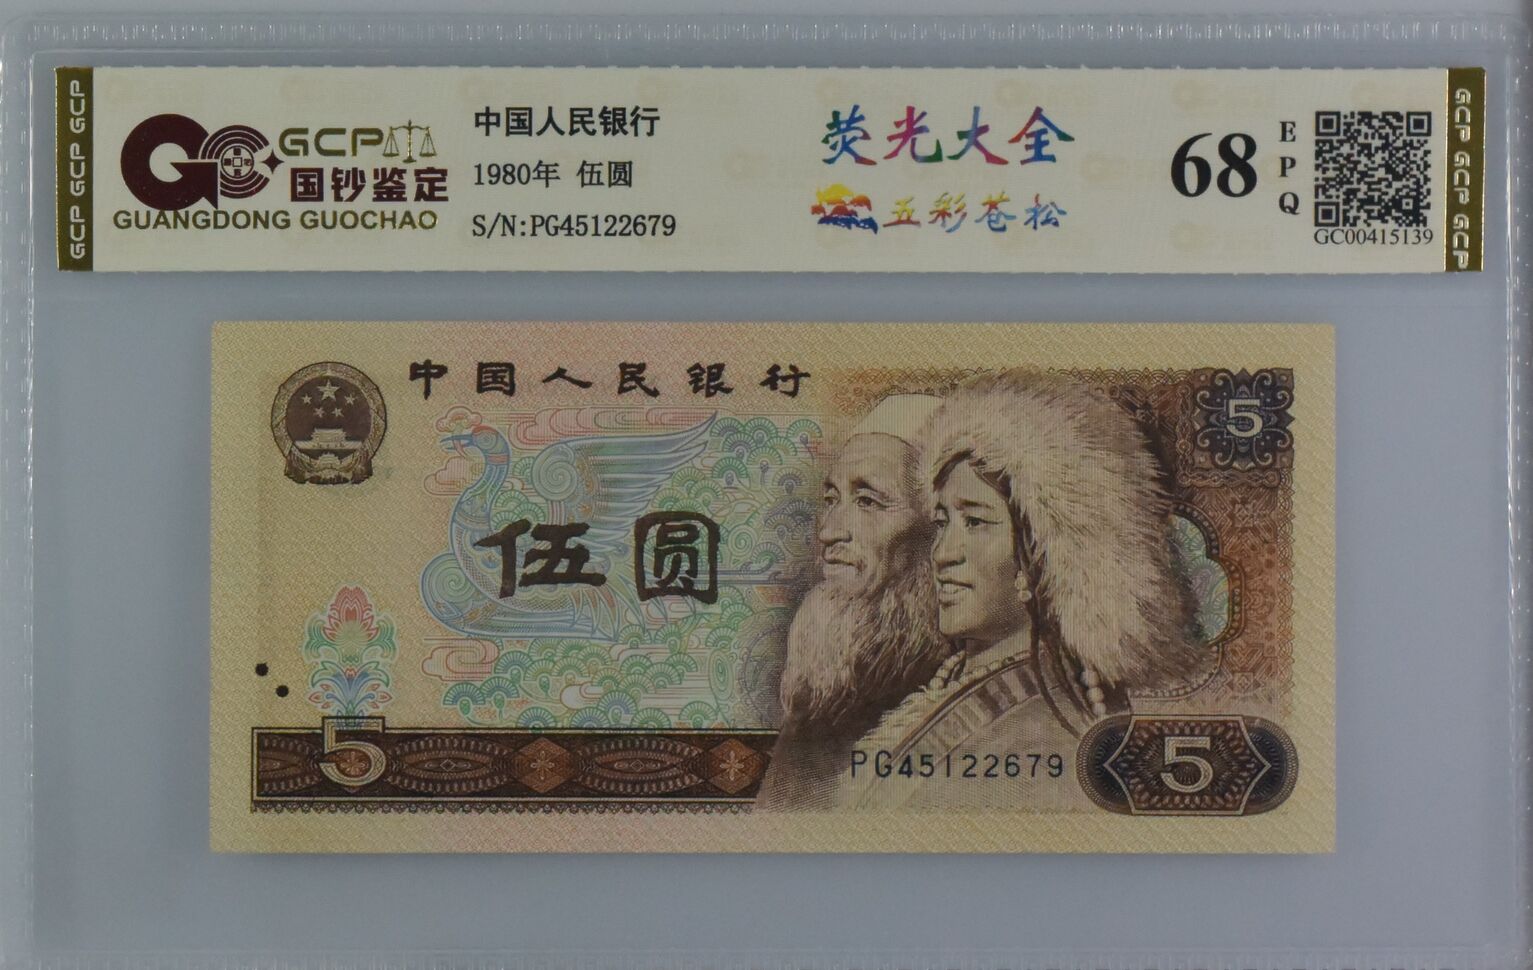 GCP GCP GCP
GCP
国钞鉴定
GUANGDONG GUOCHAO
中国人民银行
1980年 伍圆
S/N:PG45122679
荧光大全
五彩苍松
68
EPQ
GC00415139
GCP GCP GCP
中国人民银行
5
伍圆
5
PG45122679
5